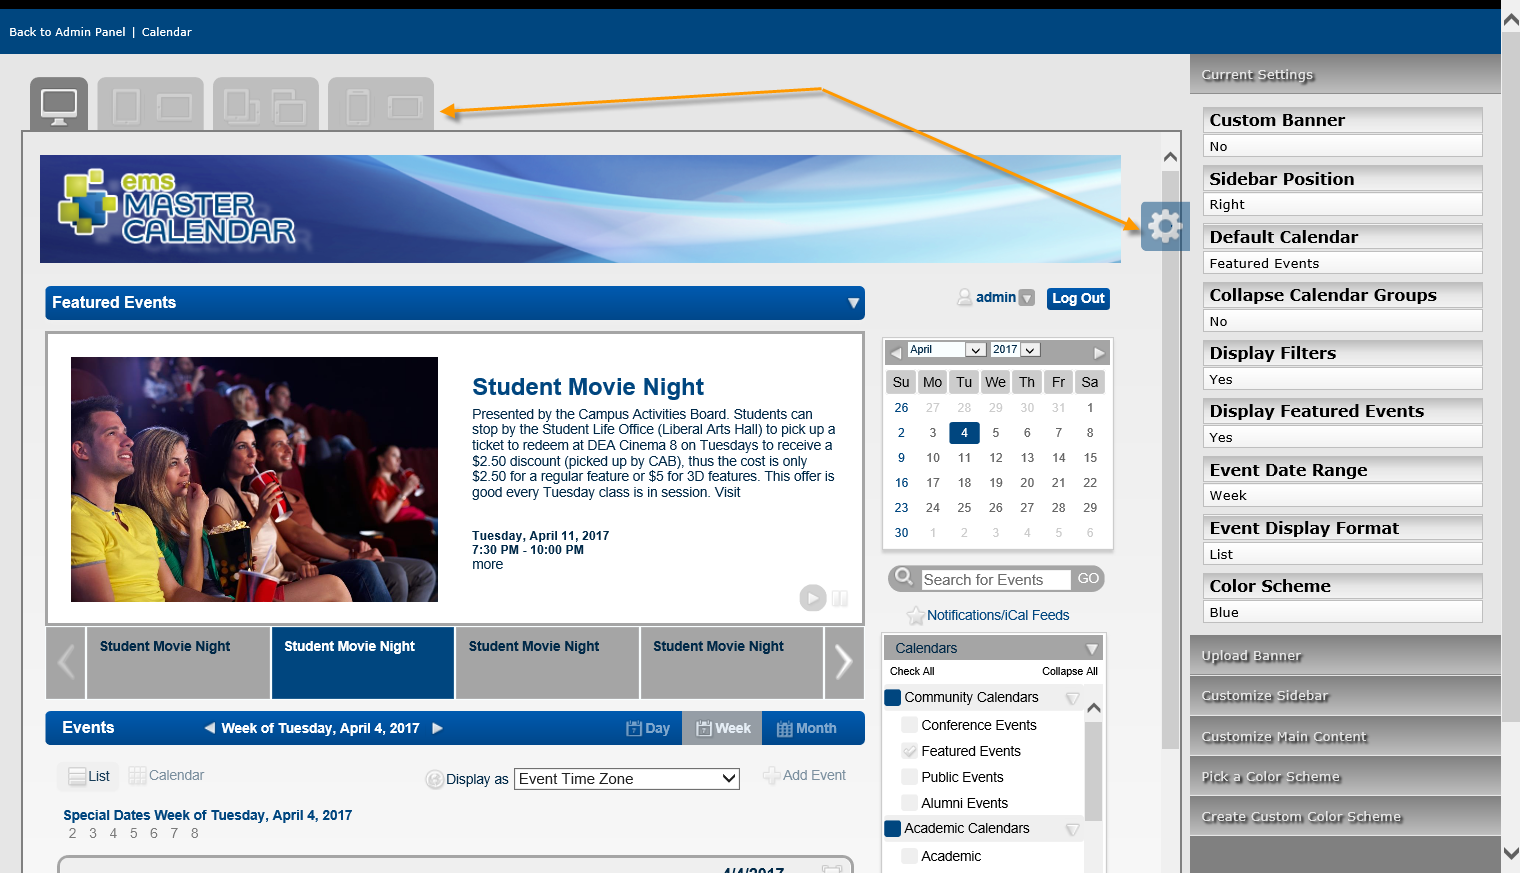 Back to Admin Panel | Calendar
ems
MASTER
CALENDAR
Featured Events
admin
Log Out
Student Movie Night
Presented by the Campus Activities Board. Students can
stop by the Student Life Office (Liberal Arts Hall) to pick up a
ticket to redeem at DEA Cinema 8 on Tuesdays to receive a
$2.50 discount (picked up by CAB), thus the cost is only
$2.50 for a regular feature or $5 for 3D features. This offer is
good every Tuesday class is in session. Visit
Tuesday, April 11, 2017
7:30 PM - 10:00 PM
more
Student Movie Night
Student Movie Night
Student Movie Night
Student Movie Night
Events
Week of Tuesday, April 4, 2017
Day
Week
Month
List
Calendar
Display as
Event Time Zone
Add Event
Special Dates Week of Tuesday, April 4, 2017
2 3 4 5 6 7 8
4/4/2017
April
2017
Su Mo Tu We Th Fr Sa
26 27 28 29 30 31 1
2 3 4 5 6 7 8
9 10 11 12 13 14 15
16 17 18 19 20 21 22
23 24 25 26 27 28 29
30 1 2 3 4 5 6
Search for Events
GO
Notifications/iCal Feeds
Calendars
Check All
Collapse All
Community Calendars
Conference Events
Featured Events
Public Events
Alumni Events
Academic Calendars
Academic
Current Settings
Custom Banner
No
Sidebar Position
Right
Default Calendar
Featured Events
Collapse Calendar Groups
No
Display Filters
Yes
Display Featured Events
Yes
Event Date Range
Week
Event Display Format
List
Color Scheme
Blue
Upload Banner
Customize Sidebar
Customize Main Content
Pick a Color Scheme
Create Custom Color Scheme